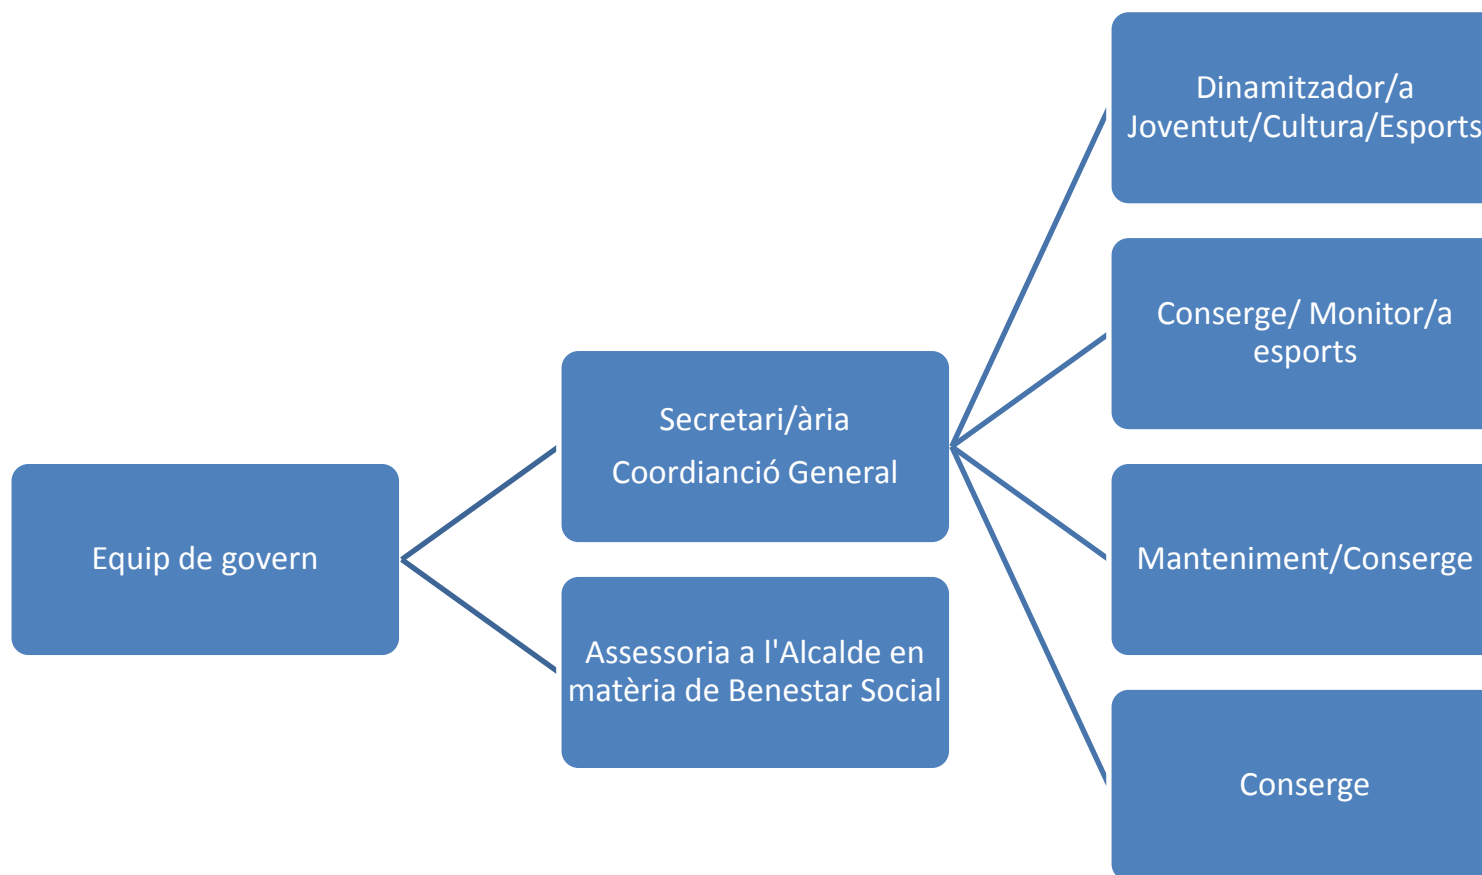 Equip de govern
Secretari/ària
Coordianció General
Assessoria a l'Alcalde en
matèria de Benestar Social
Dinamitzador/a
Joventut/Cultura/Esports
Conserge/ Monitor/a
esports
Manteniment/Conserge
Conserge